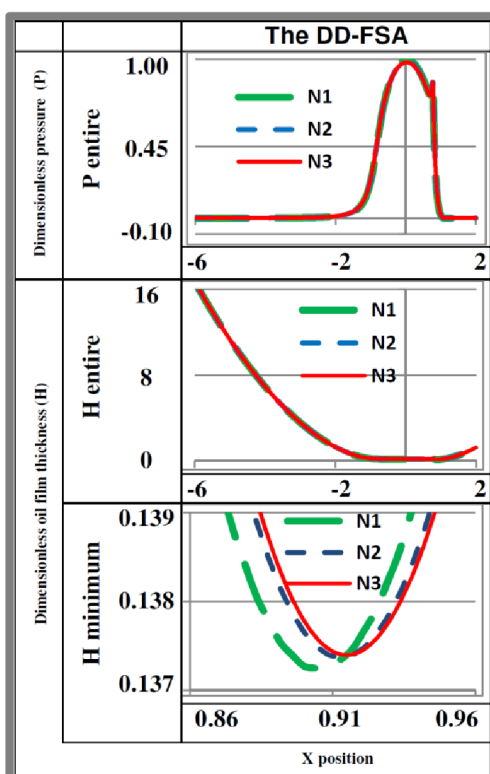 The DD-FSA
Dimensionless pressure (P)
P entire
1.00
0.45
-0.10
N1
N2
N3
-6
-2
2
Dimensionless oil film thickness (H)
H entire
16
8
0
N1
N2
N3
-6
-2
2
H minimum
0.139
0.138
0.137
N1
N2
N3
0.86
0.91
0.96
X position